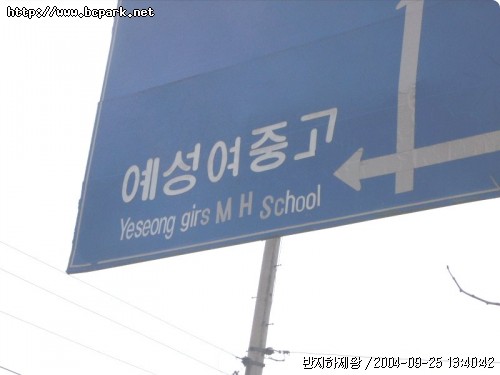 http://www.bcpark.net
예성여중고
Yeseong girs M H School
반지하제왕 / 2004-09-25 13:40:42